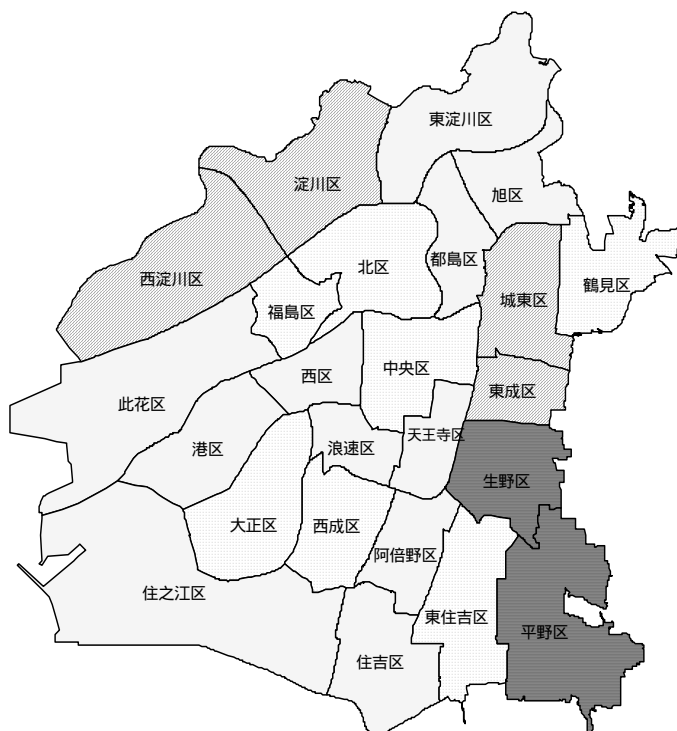 東淀川区
淀川区
旭区
西淀川区
北区
都島区
鶴見区
城東区
福島区
中央区
西区
東成区
此花区
天王寺区
浪速区
港区
生野区
大正区
西成区
阿倍野区
住之江区
東住吉区
平野区
住吉区